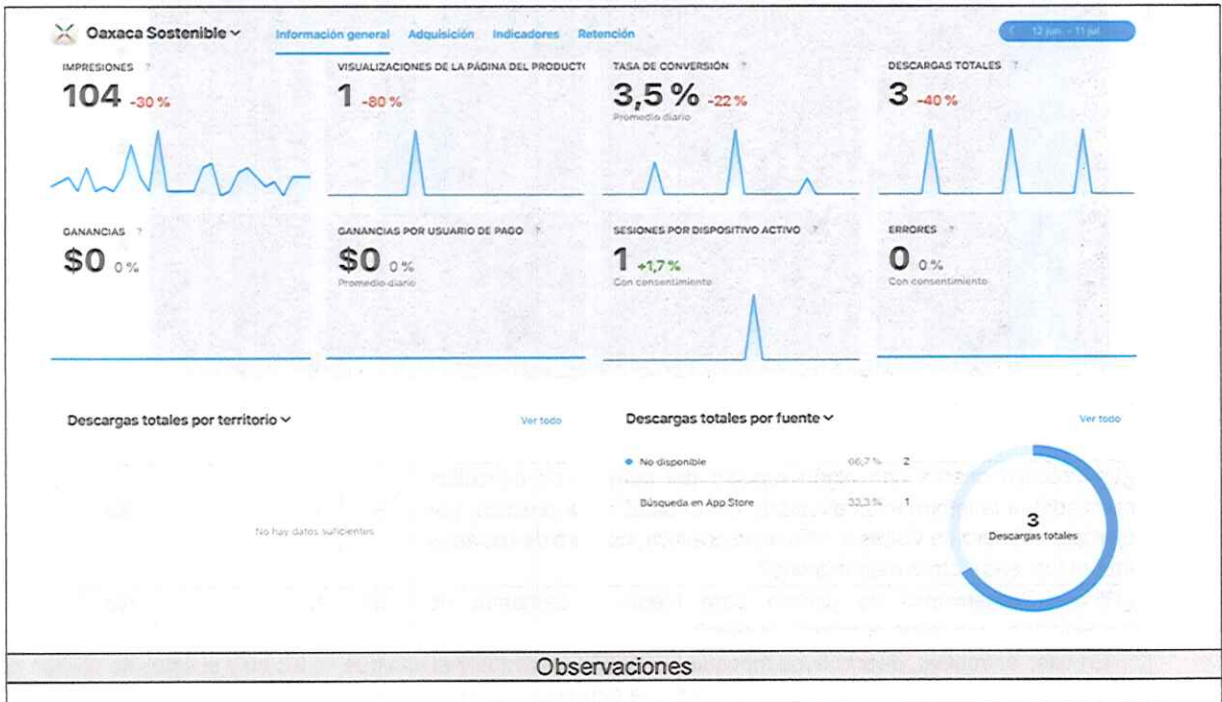 Oaxaca Sostenible
Información general Adquisición Indicadores Retención
12 jun. - 11 jul.
IMPRESIONES ?
104 -30 %
VISUALIZACIONES DE LA PÁGINA DEL PRODUCTO
1 -80 %
TASA DE CONVERSIÓN ?
3,5 % -22 %
Promedio diario
DESCARGAS TOTALES ?
3 -40 %
GANANCIAS ?
$0 0 %
GANANCIAS POR USUARIO DE PAGO ?
$0 0 %
Promedio diario
SESIONES POR DISPOSITIVO ACTIVO ?
1 +1,7 %
Con consentimiento
ERRORES ?
0 0 %
Con consentimiento
Descargas totales por territorio
Ver todo
No hay datos suficientes
Descargas totales por fuente
Ver todo
No disponible 66,7 % 2
Búsqueda en App Store 33,3 % 1
3
Descargas totales
Observaciones